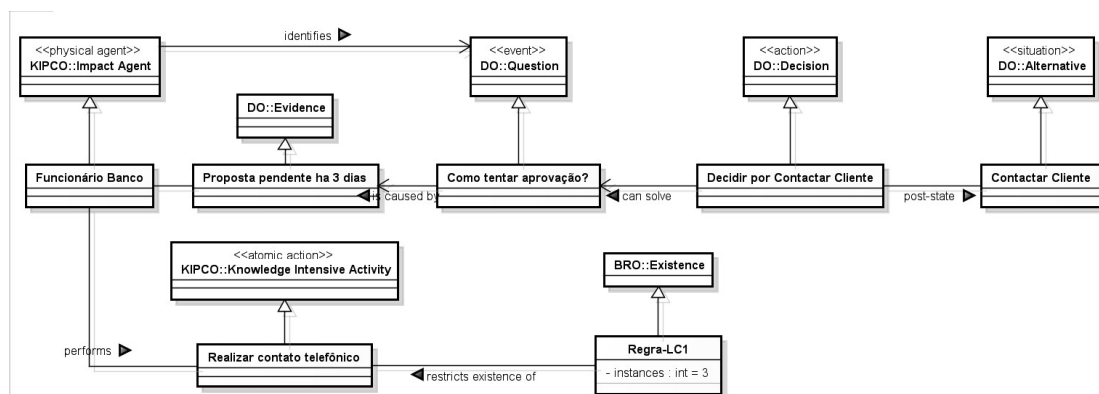 identifies
<<physical agent>>
KIPCO::Impact Agent
<<event>>
DO::Question
<<action>>
DO::Decision
<<situation>>
DO::Alternative
DO::Evidence
Funcionário Banco
Proposta pendente ha 3 dias
Como tentar aprovação?
Decidir por Contactar Cliente
Contactar Cliente
is caused by
can solve
post-state
<<atomic action>>
KIPCO::Knowledge Intensive Activity
BRO::Existence
performs
Realizar contato telefônico
Regra-LC1
- instances : int = 3
restricts existence of